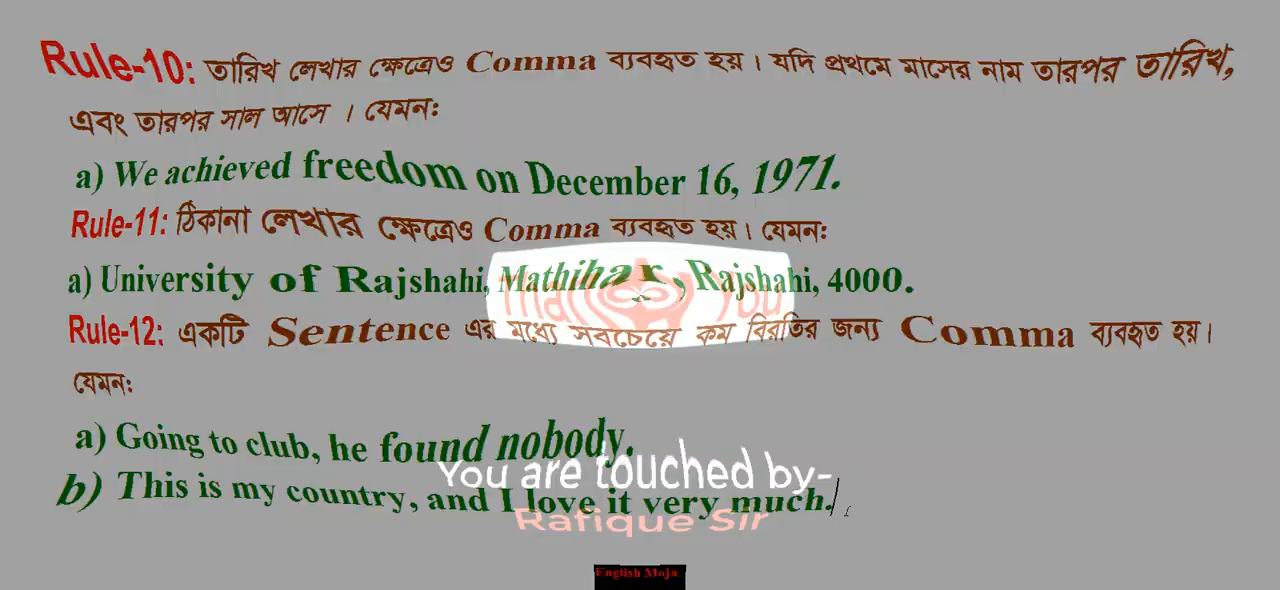 Rule-10: তারিখ লেখার ক্ষেত্রেও Comma ব্যবহৃত হয়। যদি প্রথমে মাসের নাম তারপর তারিখ,
এবং তারপর সাল আসে । যেমন:
a) We achieved freedom on December 16, 1971.
Rule-11: ঠিকানা লেখার ক্ষেত্রেও Comma ব্যবহৃত হয়। যেমন:
a) University of Rajshahi, Mathihar, Rajshahi, 4000.
Thank You
Rule-12: একটি Sentence এর মধ্যে সবচেয়ে কম বিরতির জন্য Comma ব্যবহৃত হয়।
যেমন:
a) Going to club, he found nobody.
You are touched by-
b) This is my country, and I love it very much.
Rafique Sir
English Moja